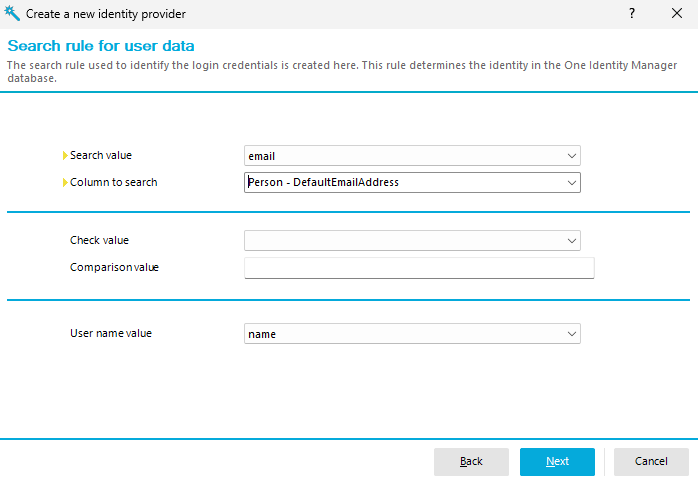 Create a new identity provider
?
Search rule for user data
The search rule used to identify the login credentials is created here. This rule determines the identity in the One Identity Manager
database.
Search value
email
Column to search
Person - DefaultEmailAddress
Check value
Comparison value
User name value
name
Back
Next
Cancel